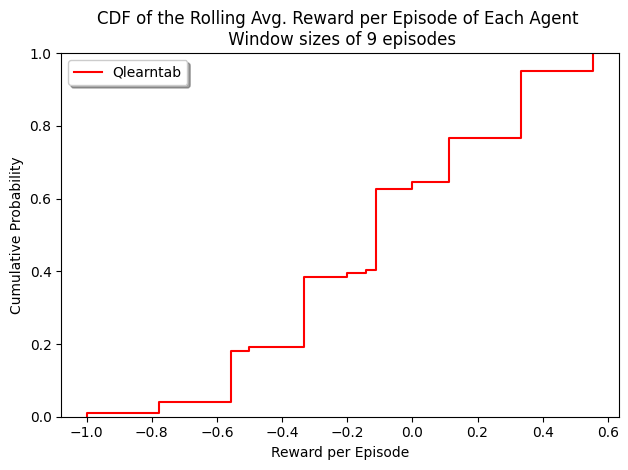 CDF of the Rolling Avg. Reward per Episode of Each Agent
Window sizes of 9 episodes
Qlearntab
Cumulative Probability
1.0
0.8
0.6
0.4
0.2
0.0
−1.0 −0.8 −0.6 −0.4 −0.2 0.0 0.2 0.4 0.6
Reward per Episode